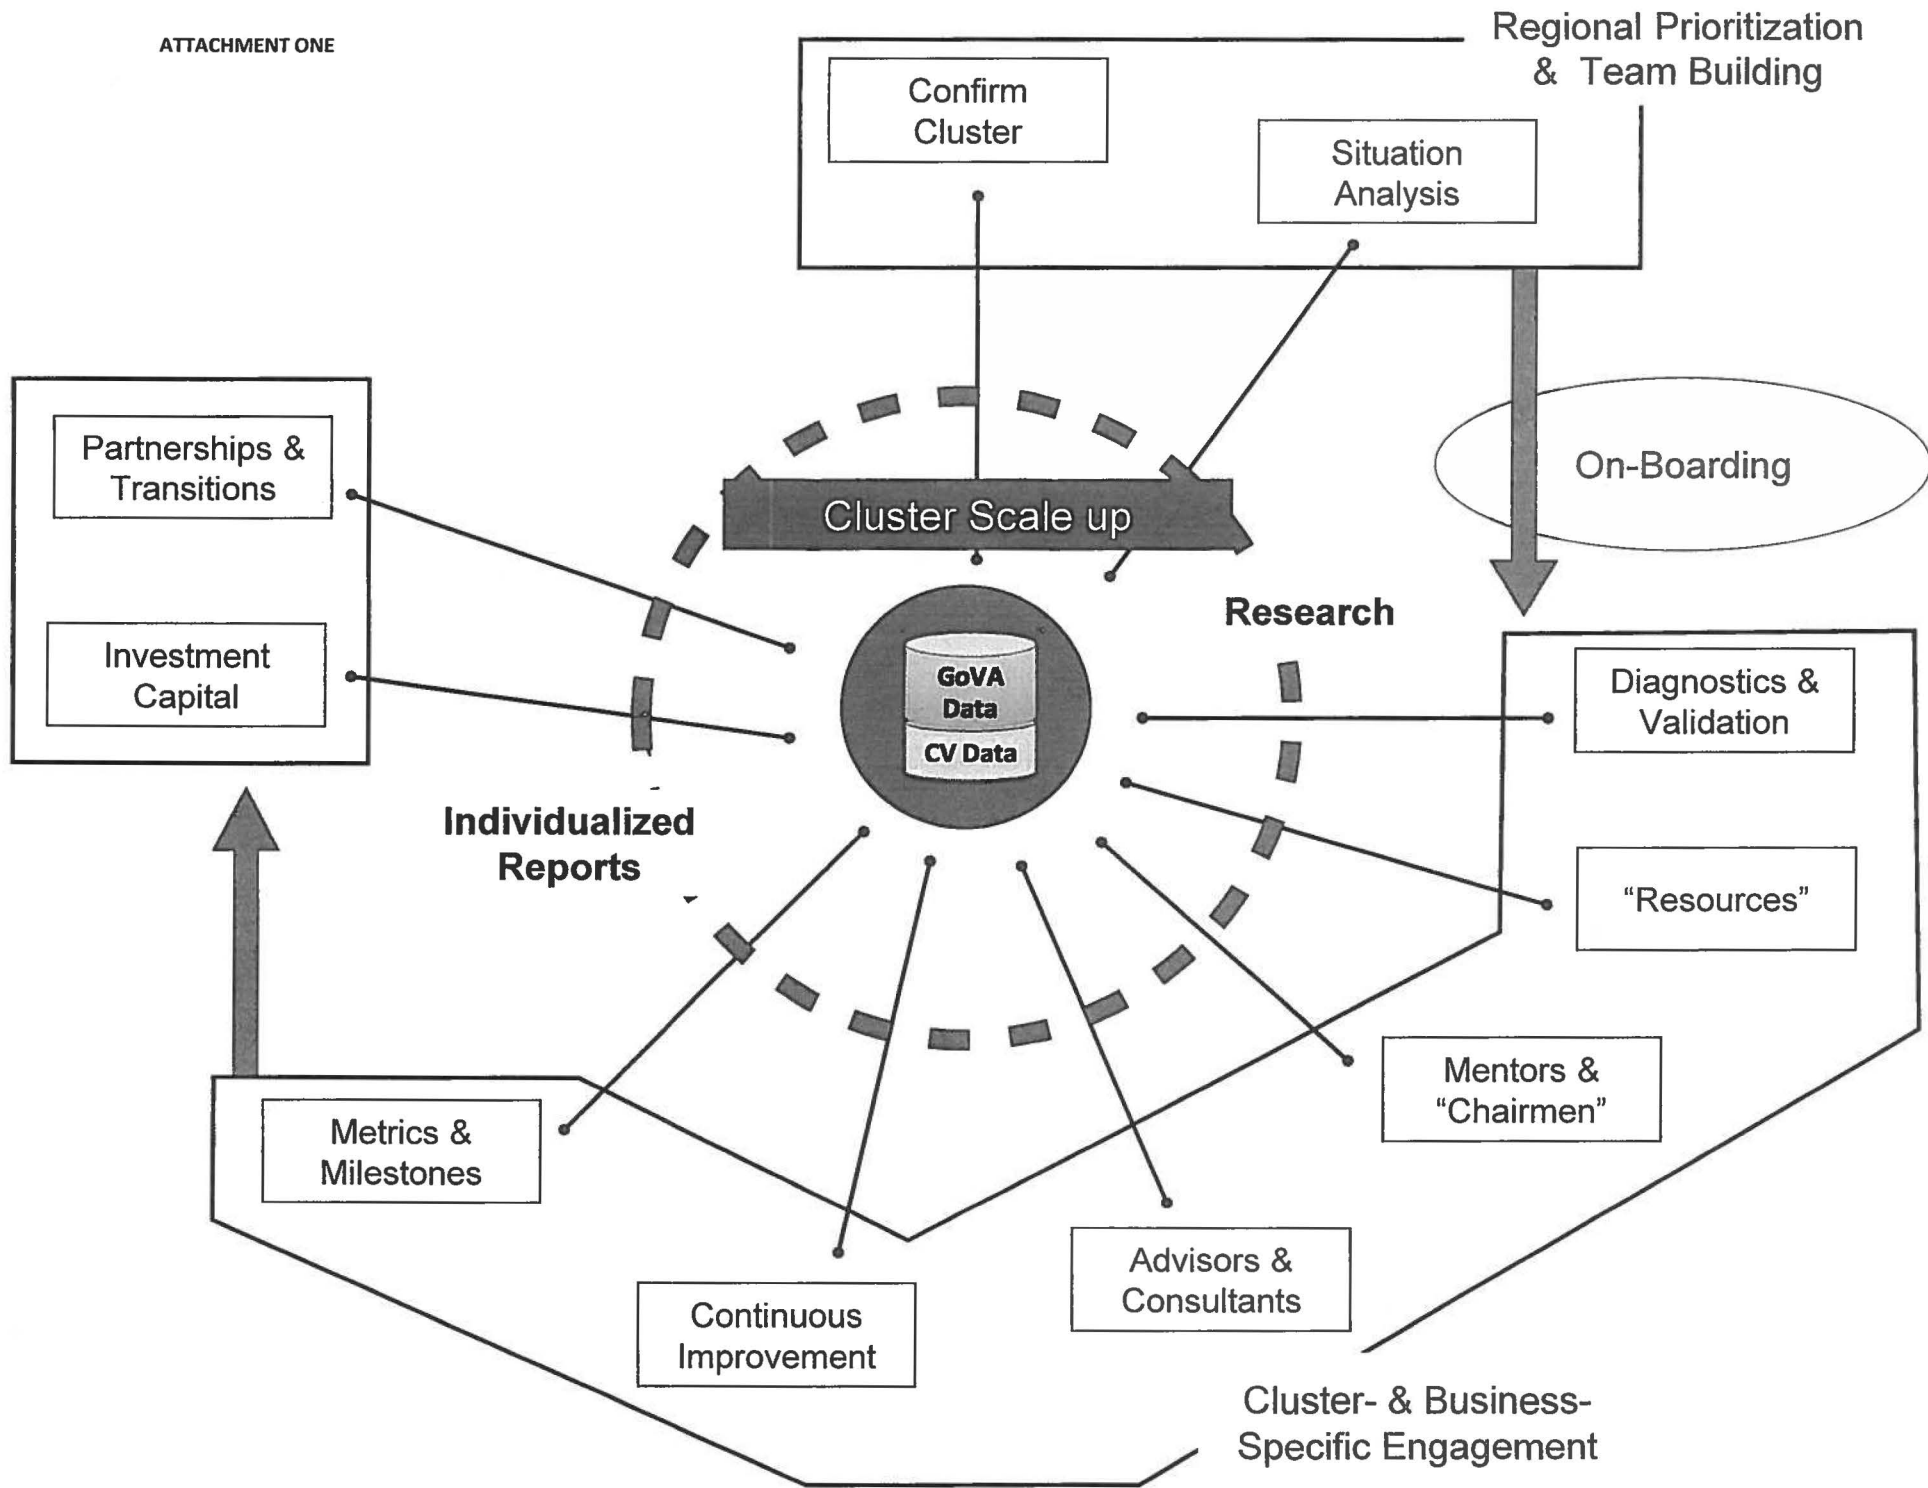 ATTACHMENT ONE
Regional Prioritization
& Team Building
Confirm
Cluster
Situation
Analysis
Partnerships &
Transitions
On-Boarding
Cluster Scale up
Research
Investment
Capital
GoVA
Data
CV Data
Diagnostics &
Validation
Individualized
Reports
“Resources”
Mentors &
“Chairmen”
Metrics &
Milestones
Advisors &
Consultants
Continuous
Improvement
Cluster- & Business-
Specific Engagement